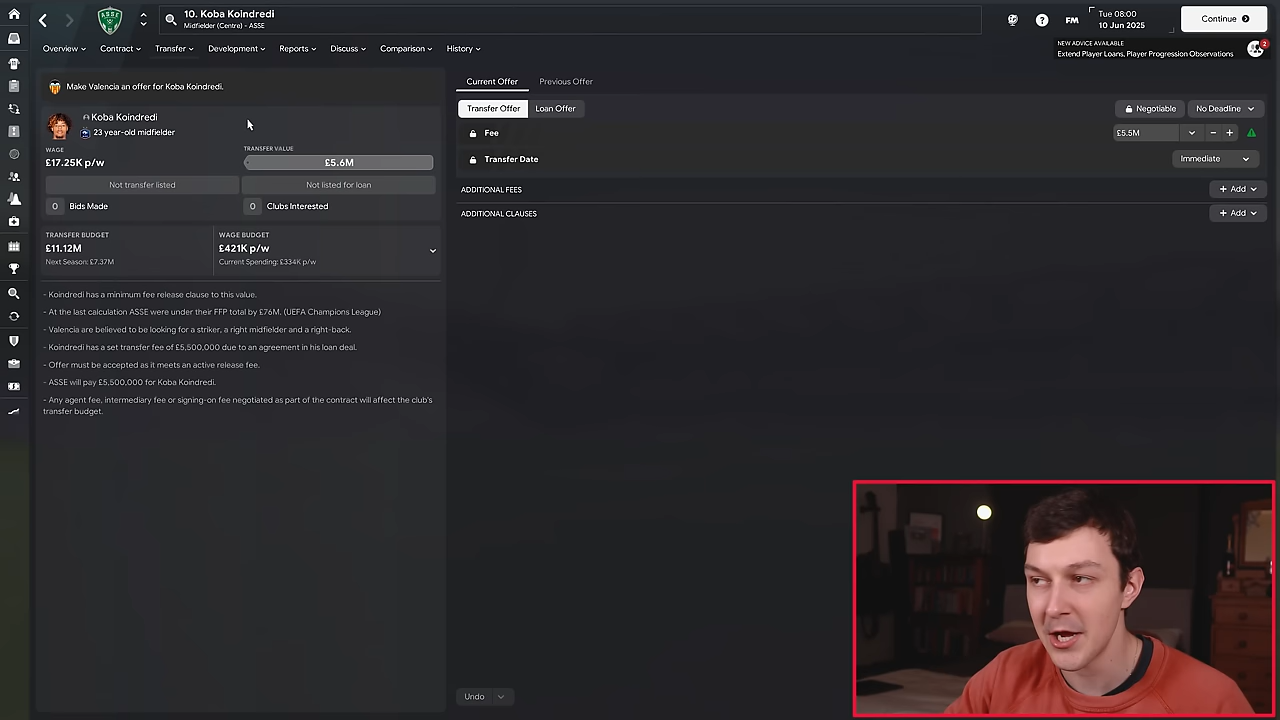 10. Koba Koindredi
Midfielder (Centre) - ASSE
FM
Tue 08:00
10 Jun 2025
Continue
Overview
Contract
Transfer
Development
Reports
Discuss
Comparison
History
NEW ADVICE AVAILABLE
Extend Player Loans, Player Progression Observations
2
Make Valencia an offer for Koba Koindredi.
Koba Koindredi
23 year-old midfielder
WAGE
£17.25K p/w
TRANSFER VALUE
£5.6M
Not transfer listed
Not listed for loan
0 Bids Made
0 Clubs Interested
TRANSFER BUDGET
£11.12M
Next Season: £7.37M
WAGE BUDGET
£421K p/w
Current Spending: £334K p/w
- Koindredi has a minimum fee release clause to this value.
- At the last calculation ASSE were under their FFP total by £76M. (UEFA Champions League)
- Valencia are believed to be looking for a striker, a right midfielder and a right-back.
- Koindredi has a set transfer fee of £5,500,000 due to an agreement in his loan deal.
- Offer must be accepted as it meets an active release fee.
- ASSE will pay £5,500,000 for Koba Koindredi.
- Any agent fee, intermediary fee or signing-on fee negotiated as part of the contract will affect the club's
transfer budget.
Current Offer
Previous Offer
Transfer Offer
Loan Offer
Negotiable
No Deadline
Fee
£5.5M
Transfer Date
Immediate
ADDITIONAL FEES
+ Add
ADDITIONAL CLAUSES
+ Add
Undo